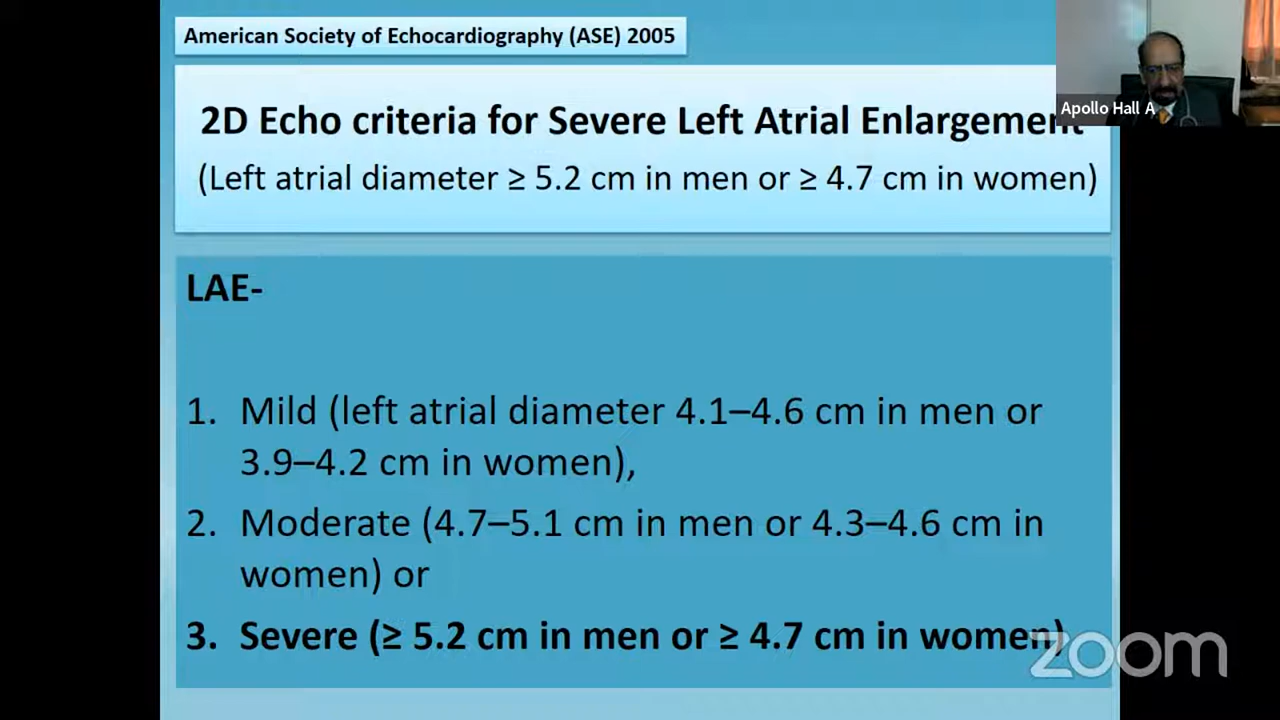 American Society of Echocardiography (ASE) 2005
Apollo Hall A
2D Echo criteria for Severe Left Atrial Enlargement
(Left atrial diameter ≥ 5.2 cm in men or ≥ 4.7 cm in women)
LAE-
1. Mild (left atrial diameter 4.1–4.6 cm in men or
3.9–4.2 cm in women),
2. Moderate (4.7–5.1 cm in men or 4.3–4.6 cm in
women) or
3. Severe (≥ 5.2 cm in men or ≥ 4.7 cm in women)
zoom